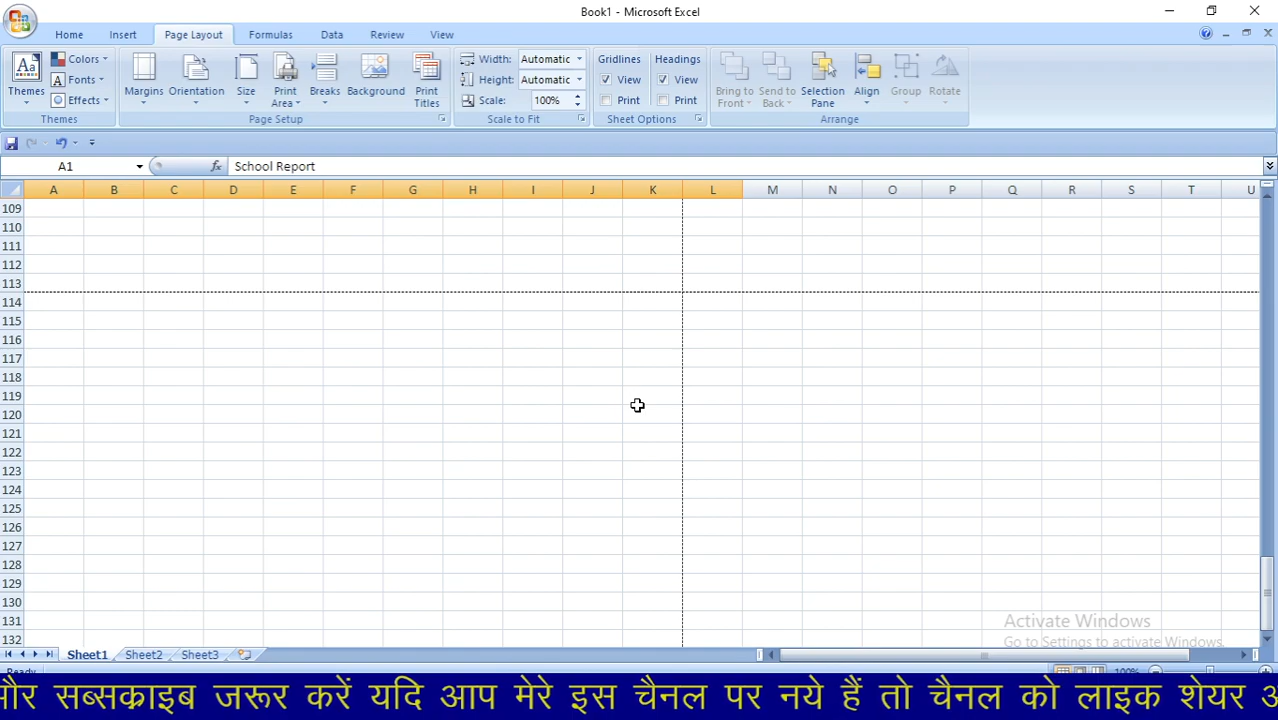 Book1 - Microsoft Excel
Home Insert Page Layout Formulas Data Review View
Themes Colors Fonts Effects Themes
Margins Orientation Size Print Area Breaks Background Print Titles Page Setup
Width: Automatic
Height: Automatic
Scale: 100%
Scale to Fit
Gridlines View Print
Headings View Print
Sheet Options
Bring to Front Send to Back Selection Pane Align Group Rotate
Arrange
A1 fx School Report
A B C D E F G H I J K L M N O P Q R S T U
109
110
111
112
113
114
115
116
117
118
119
120
121
122
123
124
125
126
127
128
129
130
131
132
Activate Windows
Go to Settings to activate Windows.
Sheet1 Sheet2 Sheet3
Ready 100%
और सब्सक्राइब जरूर करें यदि आप मेरे इस चैनल पर नये हैं तो चैनल को लाइक शेयर